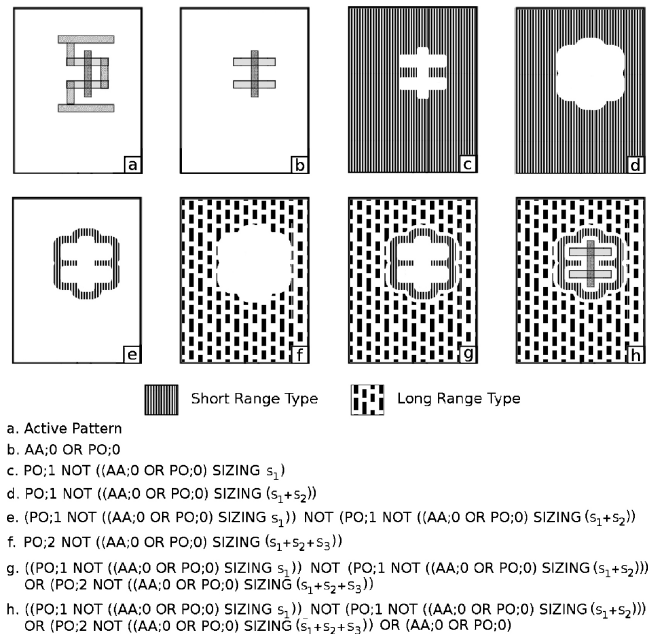 a
b
c
d
e
f
g
h
Short Range Type
Long Range Type
a. Active Pattern
b. AA;0 OR PO;0
c. PO;1 NOT ((AA;0 OR PO;0) SIZING s₁)
d. PO;1 NOT ((AA;0 OR PO;0) SIZING (s₁+s₂))
e. (PO;1 NOT ((AA;0 OR PO;0) SIZING s₁)) NOT (PO;1 NOT ((AA;0 OR PO;0) SIZING (s₁+s₂))
f. PO;2 NOT ((AA;0 OR PO;0) SIZING (s₁+s₂+s₃))
g. ((PO;1 NOT ((AA;0 OR PO;0) SIZING s₁)) NOT (PO;1 NOT ((AA;0 OR PO;0) SIZING (s₁+s₂)))
OR (PO;2 NOT ((AA;0 OR PO;0) SIZING (s₁+s₂+s₃))
h. ((PO;1 NOT ((AA;0 OR PO;0) SIZING s₁)) NOT (PO;1 NOT ((AA;0 OR PO;0) SIZING (s₁+s₂)))
OR (PO;2 NOT ((AA;0 OR PO;0) SIZING (s₁+s₂+s₃)) OR (AA;0 OR PO;0)